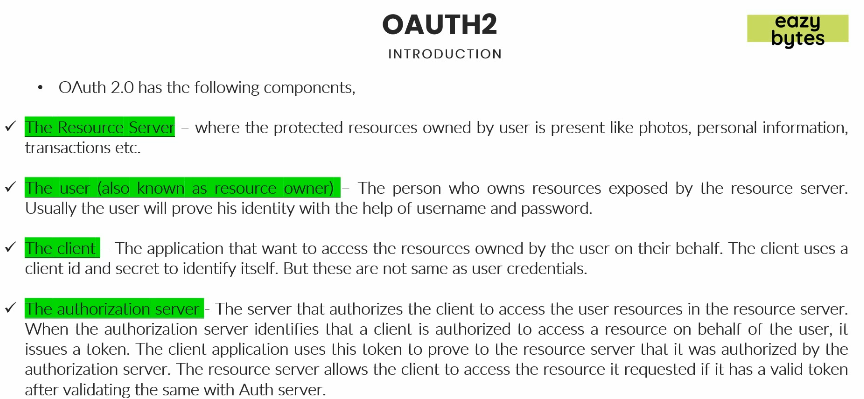 OAUTH2
eazy
bytes
INTRODUCTION
• OAuth 2.0 has the following components,
✓ The Resource Server – where the protected resources owned by user is present like photos, personal information,
transactions etc.
✓ The user (also known as resource owner) – The person who owns resources exposed by the resource server.
Usually the user will prove his identity with the help of username and password.
✓ The client The application that want to access the resources owned by the user on their behalf. The client uses a
client id and secret to identify itself. But these are not same as user credentials.
✓ The authorization server - The server that authorizes the client to access the user resources in the resource server.
When the authorization server identifies that a client is authorized to access a resource on behalf of the user, it
issues a token. The client application uses this token to prove to the resource server that it was authorized by the
authorization server. The resource server allows the client to access the resource it requested if it has a valid token
after validating the same with Auth server.